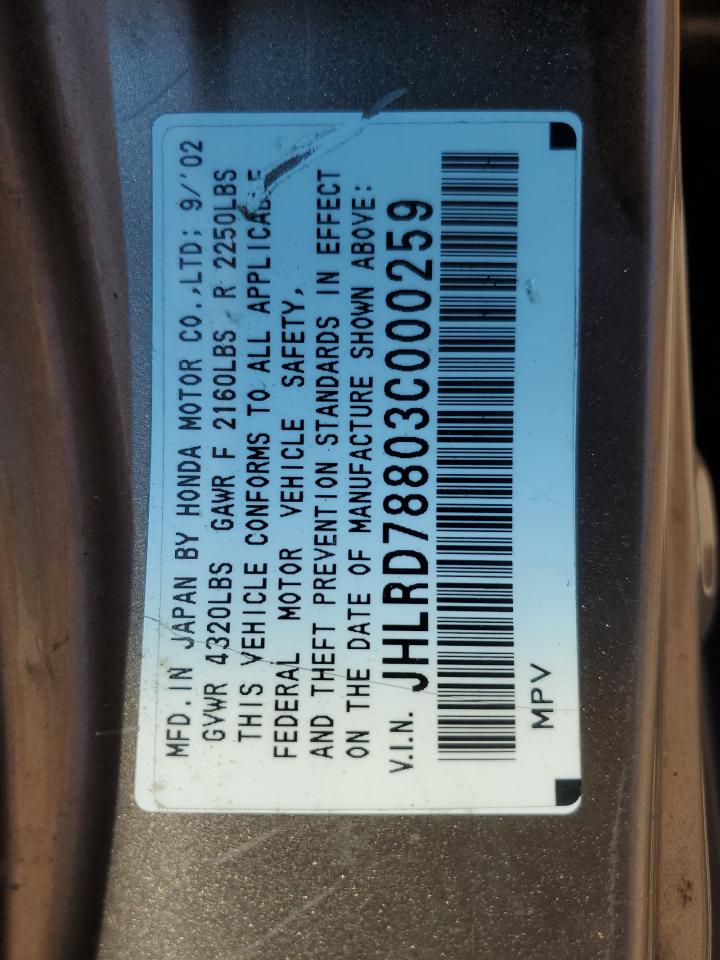 MFD.IN JAPAN BY HONDA MOTOR CO.,LTD; 9/'02
GVWR 4320LBS GAWR F 2160LBS R 2250LBS
THIS VEHICLE CONFORMS TO ALL APPLICABLE
FEDERAL MOTOR VEHICLE SAFETY,
AND THEFT PREVENTION STANDARDS IN EFFECT
ON THE DATE OF MANUFACTURE SHOWN ABOVE:
V.I.N. JHLRD78803C000259
MPV